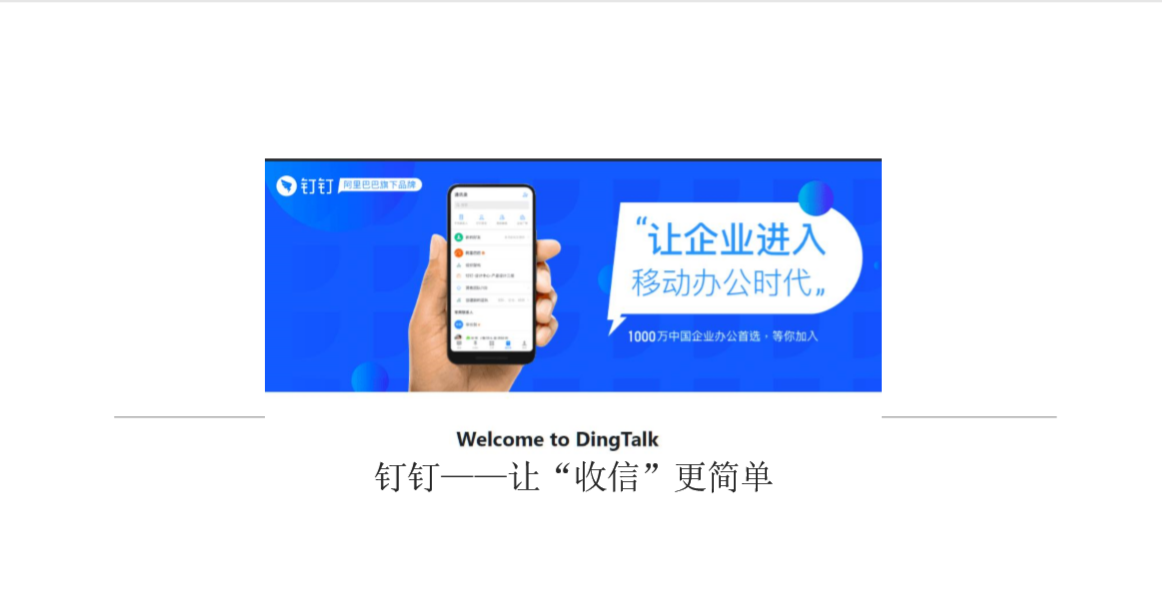 钉钉 阿里巴巴旗下品牌
“让企业进入
移动办公时代”
1000万中国企业办公首选，等你加入
Welcome to DingTalk
钉钉——让“收信”更简单